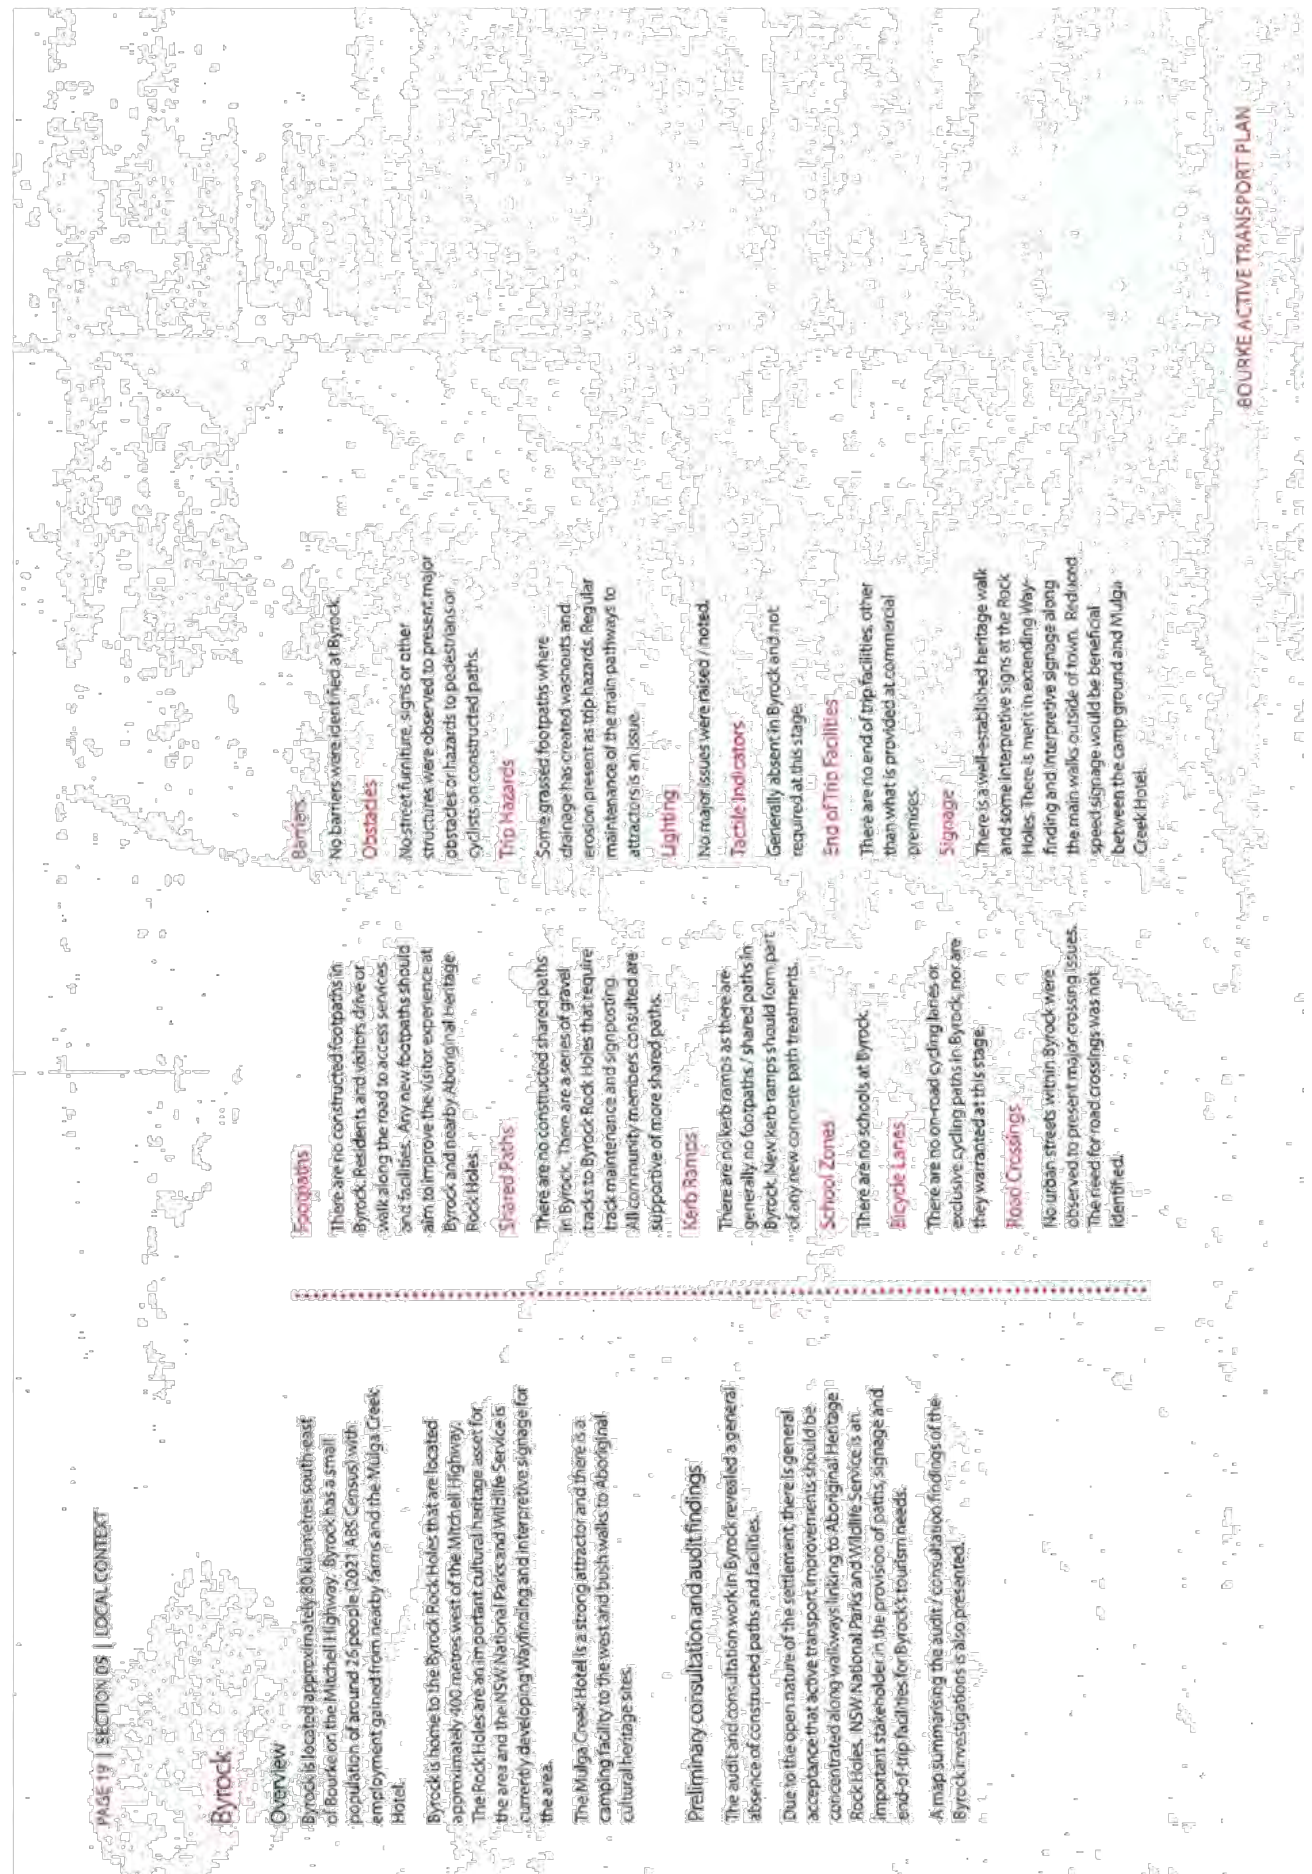 PAGE 19 | SECTION 05 | LOCAL CONTEXT
Byrock
Overview
Byrock is located approximately 80 kilometres south-east
of Bourke on the Mitchell Highway. Byrock has a small
population of around 26 people (2021 ABS Census) with
employment gained from nearby farms and the Mulga Creek
Hotel.
Byrock is home to the Byrock Rock Holes that are located
approximately 400 metres west of the Mitchell Highway.
The Rock Holes are an important cultural heritage asset for
the area and the NSW National Parks and Wildlife Service is
currently developing Wayfinding and interpretive signage for
the area.
The Mulga Creek Hotel is a strong attractor and there is a
camping facility to the west and bush walks to Aboriginal
cultural heritage sites.
Preliminary consultation and audit findings
The audit and consultation work in Byrock revealed a general
absence of constructed paths and facilities.
Due to the open nature of the settlement, there is general
acceptance that active transport improvements should be
concentrated along walkways linking to Aboriginal Heritage
Rock Holes. NSW National Parks and Wildlife Service is an
important stakeholder in the provision of paths, signage and
end-of-trip facilities for Byrock's tourism needs.
A map summarising the audit / consultation findings of the
Byrock investigations is also presented.
Footpaths
There are no constructed footpaths in
Byrock. Residents and visitors drive or
walk along the road to access services
and facilities. Any new footpaths should
aim to improve the visitor experience at
Byrock and nearby Aboriginal heritage
Rock Holes.
Shared Paths
There are no constructed shared paths
in Byrock. There are a series of gravel
tracks to Byrock Rock Holes that require
track maintenance and signposting.
All community members consulted are
supportive of more shared paths.
Kerb Ramps
There are no kerb ramps as there are
generally no footpaths / shared paths in
Byrock. New kerb ramps should form part
of any new concrete path treatments.
School Zones
There are no schools at Byrock.
Bicycle Lanes
There are no on-road cycling lanes or
exclusive cycling paths in Byrock, nor are
they warranted at this stage.
Road Crossings
No urban streets within Byrock were
observed to present major crossing issues.
The need for road crossings was not
identified.
Barriers
No barriers were identified at Byrock.
Obstacles
No street furniture, signs or other
structures were observed to present major
obstacles or hazards to pedestrians or
cyclists on constructed paths.
Trip Hazards
Some grassed footpaths where
drainage has created washouts and
erosion present as trip hazards. Regular
maintenance of the main pathways to
attractors is an issue.
Lighting
No major issues were raised / noted.
Tactile Indicators
Generally absent in Byrock and not
required at this stage.
End of Trip Facilities
There are no end of trip facilities, other
than what is provided at commercial
premises.
Signage
There is a well-established heritage walk
and some interpretive signs at the Rock
Holes. There is merit in extending Way-
finding and interpretive signage along
the main walks outside of town. Reduced
speed signage would be beneficial
between the camp ground and Mulga
Creek Hotel.
BOURKE ACTIVE TRANSPORT PLAN